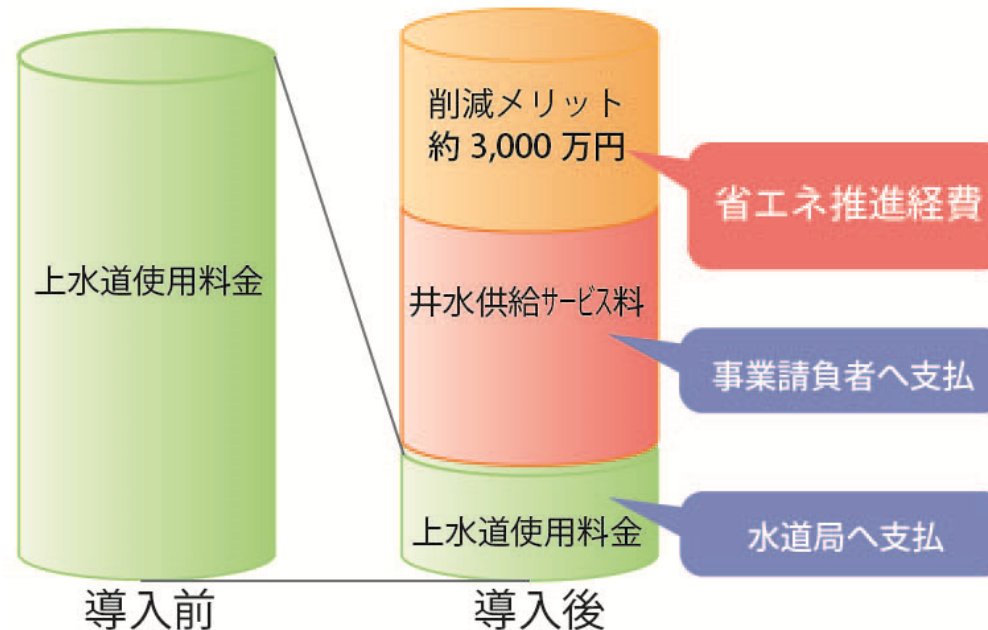 上水道使用料金
導入前
削減メリット
約 3,000 万円
井水供給サービス料
上水道使用料金
導入後
省エネ推進経費
事業請負者へ支払
水道局へ支払